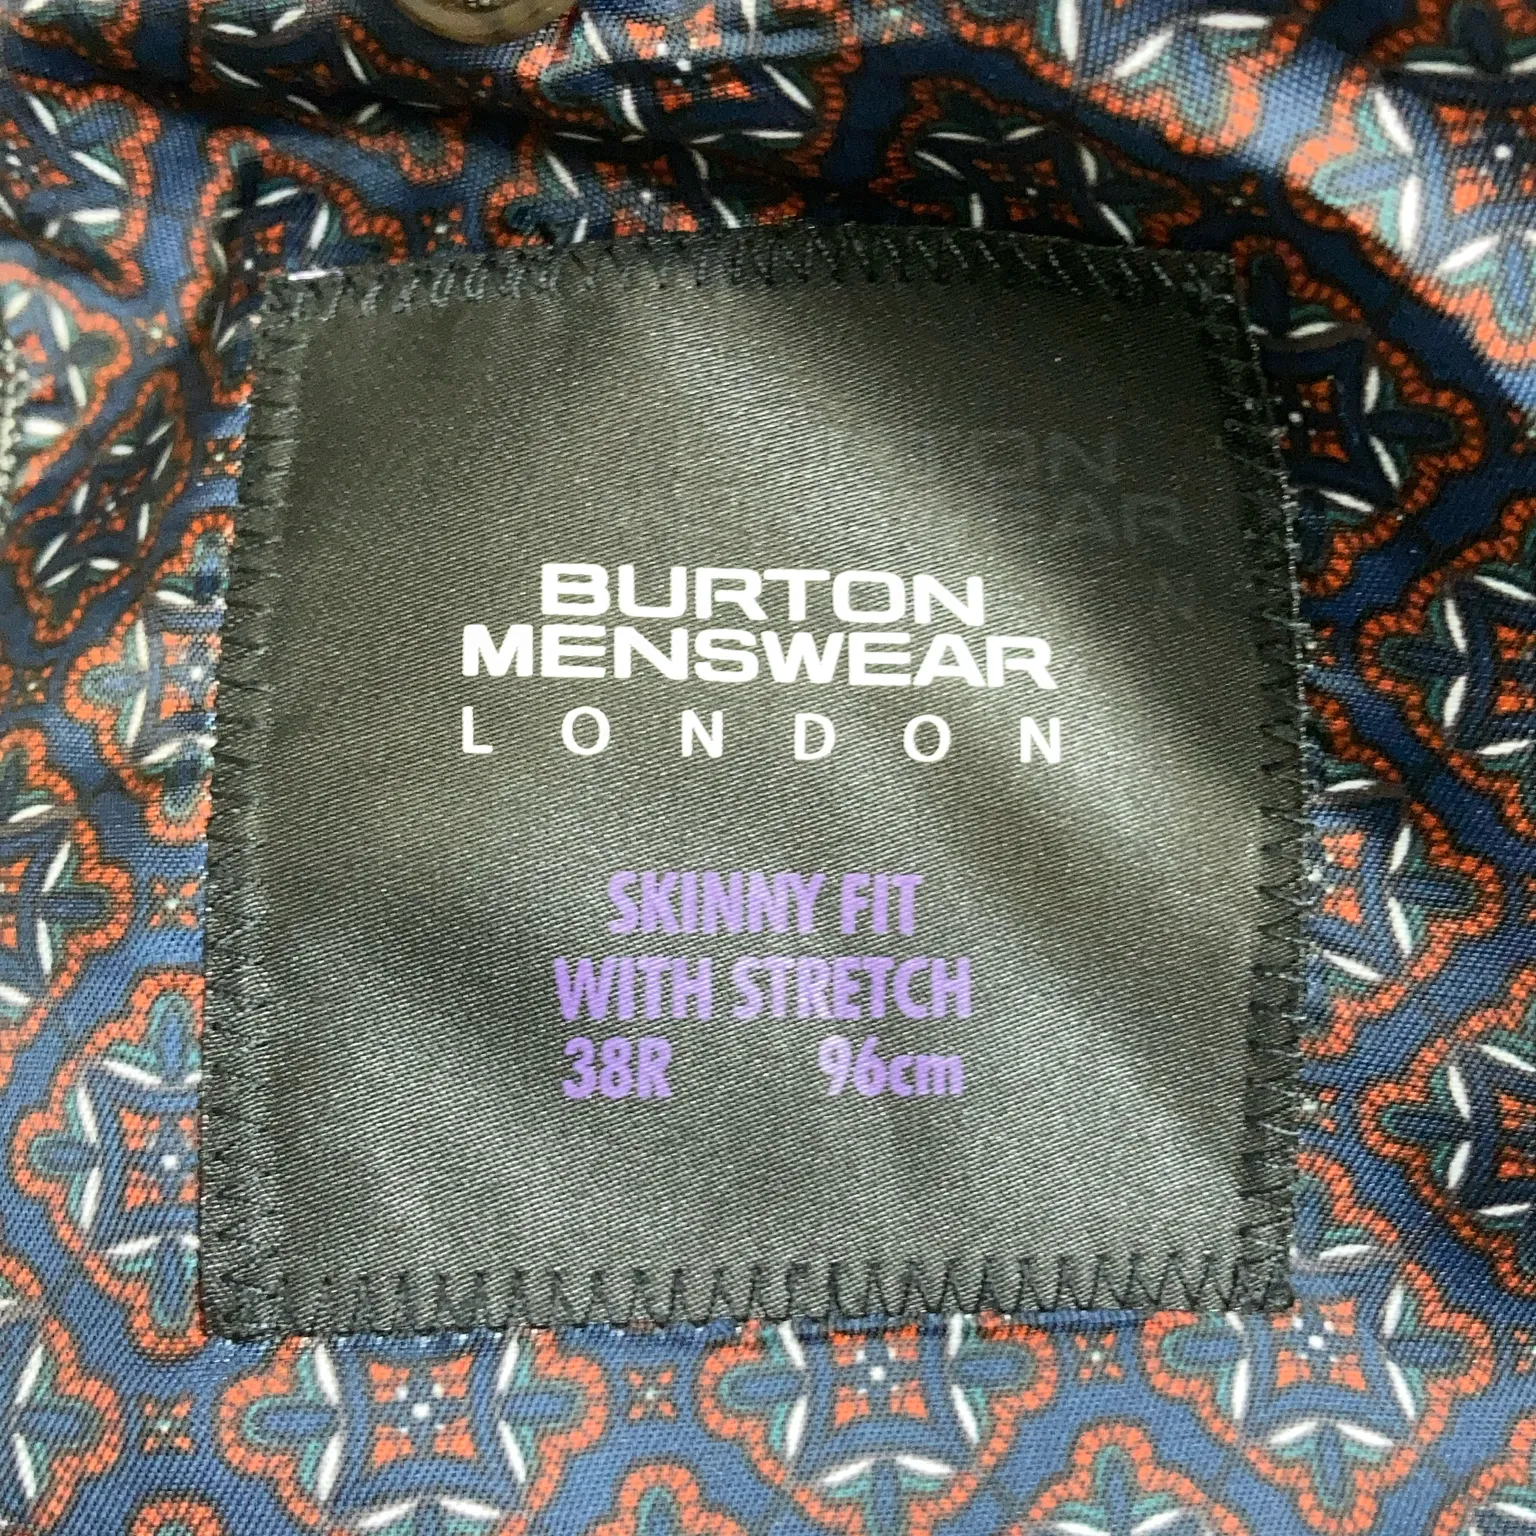 BURTON
MENSWEAR
LONDON
SKINNY FIT
WITH STRETCH
38R 96cm